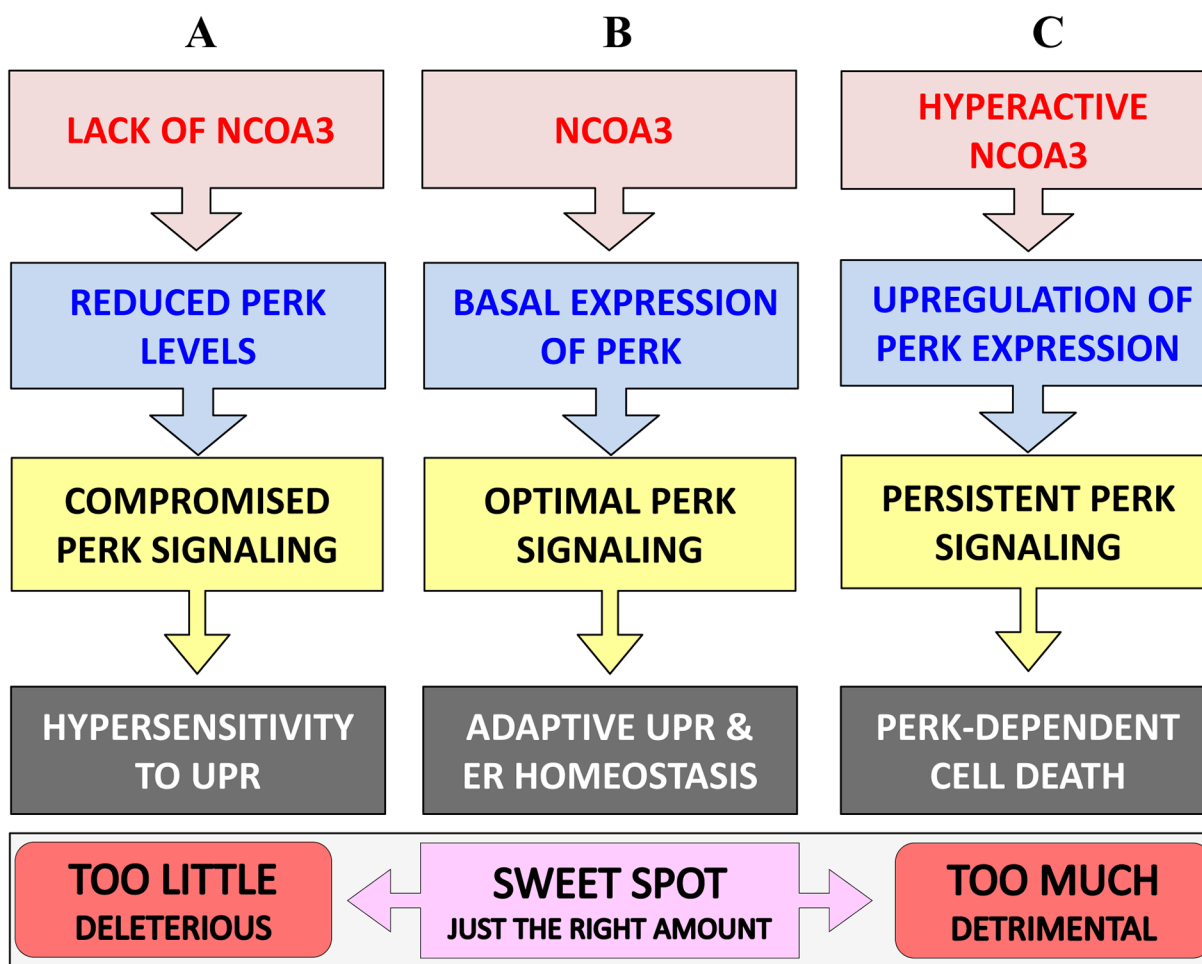 A
B
C
LACK OF NCOA3
NCOA3
HYPERACTIVE
NCOA3
REDUCED PERK
LEVELS
BASAL EXPRESSION
OF PERK
UPREGULATION OF
PERK EXPRESSION
COMPROMISED
PERK SIGNALING
OPTIMAL PERK
SIGNALING
PERSISTENT PERK
SIGNALING
HYPERSENSITIVITY
TO UPR
ADAPTIVE UPR &
ER HOMEOSTASIS
PERK-DEPENDENT
CELL DEATH
TOO LITTLE
DELETERIOUS
SWEET SPOT
JUST THE RIGHT AMOUNT
TOO MUCH
DETRIMENTAL